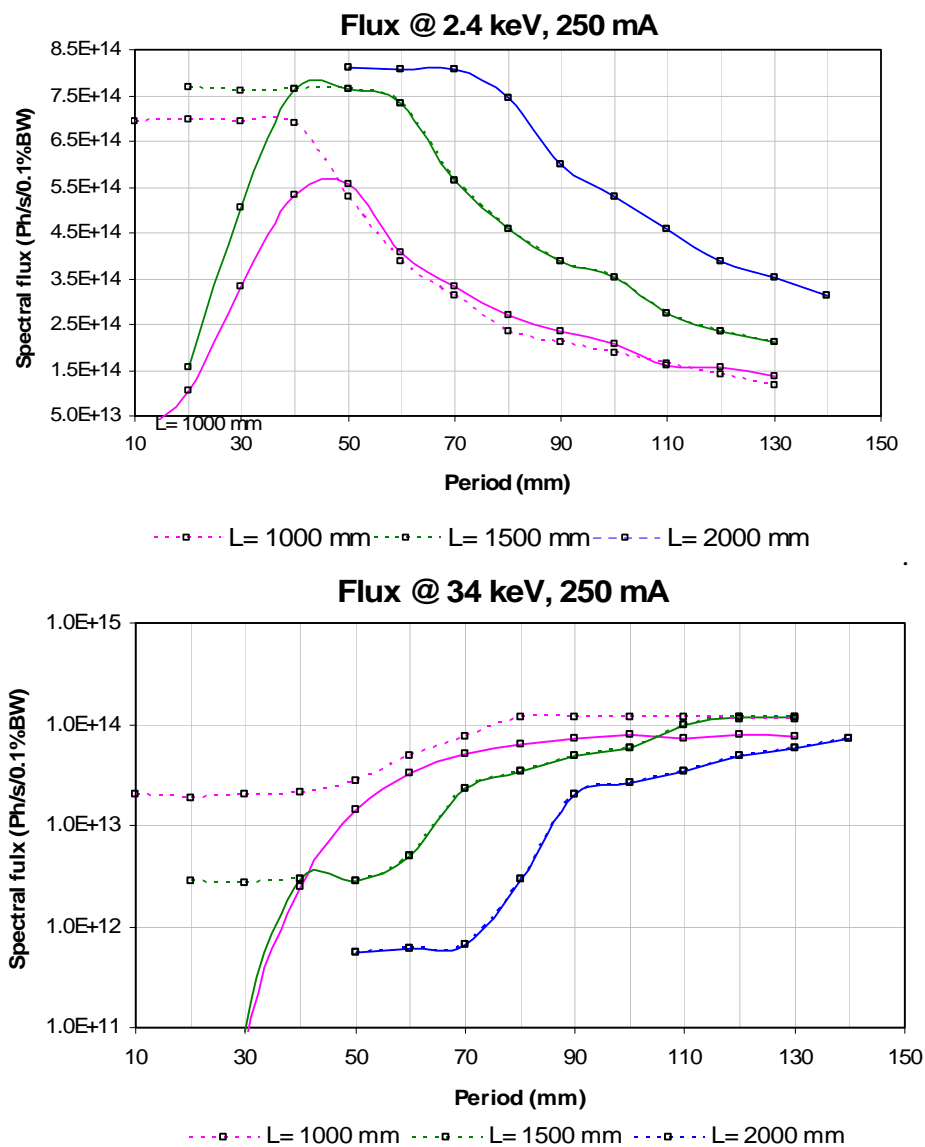 Flux @ 2.4 keV, 250 mA
Spectral flux (Ph/s/0.1%BW)
8.5E+14
7.5E+14
6.5E+14
5.5E+14
4.5E+14
3.5E+14
2.5E+14
1.5E+14
5.0E+13
L= 1000 mm
10 30 50 70 90 110 130 150
Period (mm)
L= 1000 mm L= 1500 mm L= 2000 mm
.
Flux @ 34 keV, 250 mA
Spectral fulx (Ph/s/0.1%BW)
1.0E+15
1.0E+14
1.0E+13
1.0E+12
1.0E+11
10 30 50 70 90 110 130 150
Period (mm)
L= 1000 mm L= 1500 mm L= 2000 mm